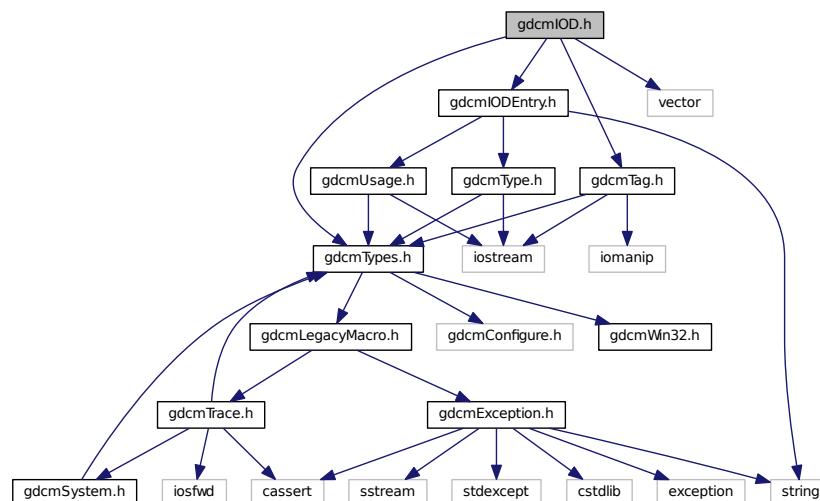 gdcmIOD.h
gdcmIODEntry.h
vector
gdcmUsage.h
gdcmType.h
gdcmTag.h
gdcmTypes.h
iostream
iomanip
gdcmLegacyMacro.h
gdcmConfigure.h
gdcmWin32.h
gdcmTrace.h
gdcmException.h
gdcmSystem.h
iosfwd
cassert
sstream
stdexcept
cstdlib
exception
string